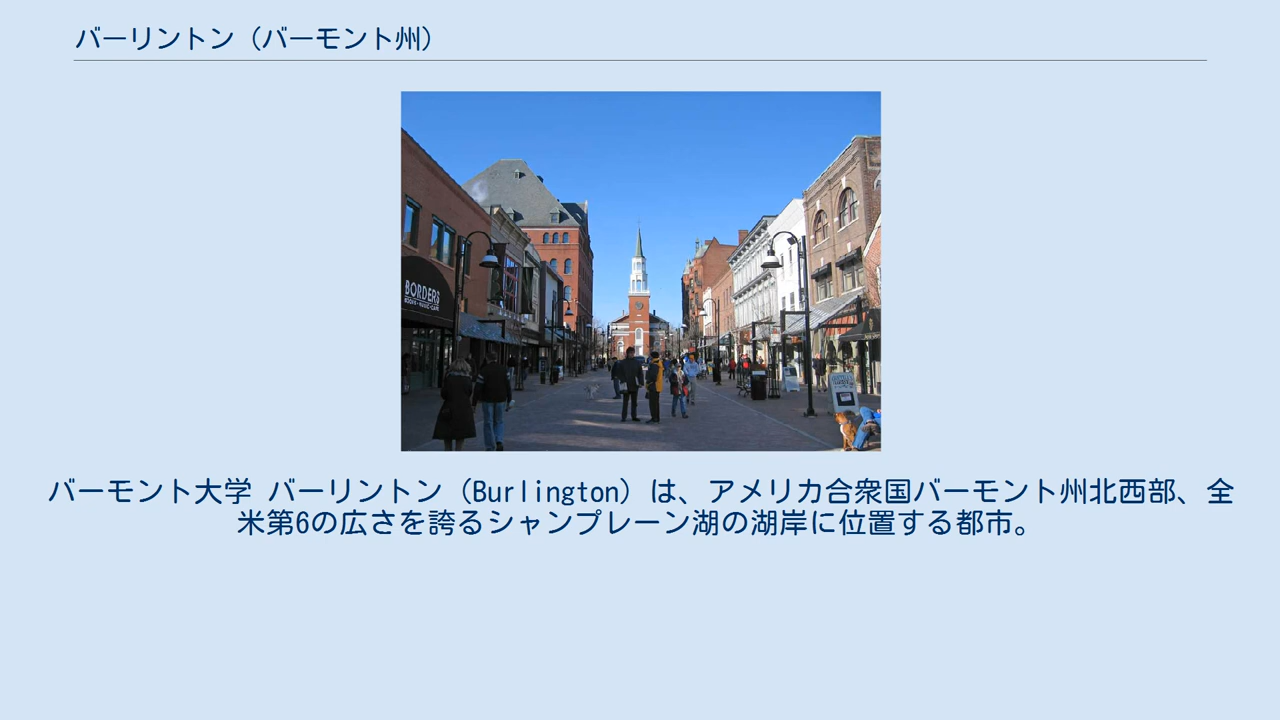 バーリントン（バーモント州）
BORDERS
BOOKS・MUSIC・CAFE
バーモント大学 バーリントン（Burlington）は、アメリカ合衆国バーモント州北西部、全
米第6の広さを誇るシャンプレーン湖の湖岸に位置する都市。